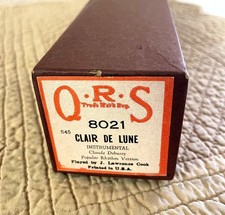 Q·R·S
Trade Mark Reg.
8021
S45
CLAIR DE LUNE
INSTRUMENTAL
Claude Debussy
Popular Rhythm Version
Played by J. Lawrence Cook
Printed in U.S.A.